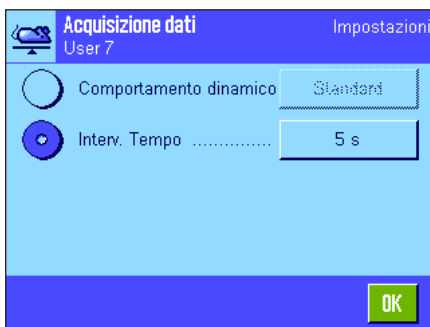 Acquisizione dati Impostazioni
User 7
Comportamento dinamico Standard
Interv. Tempo ............... 5 s
OK